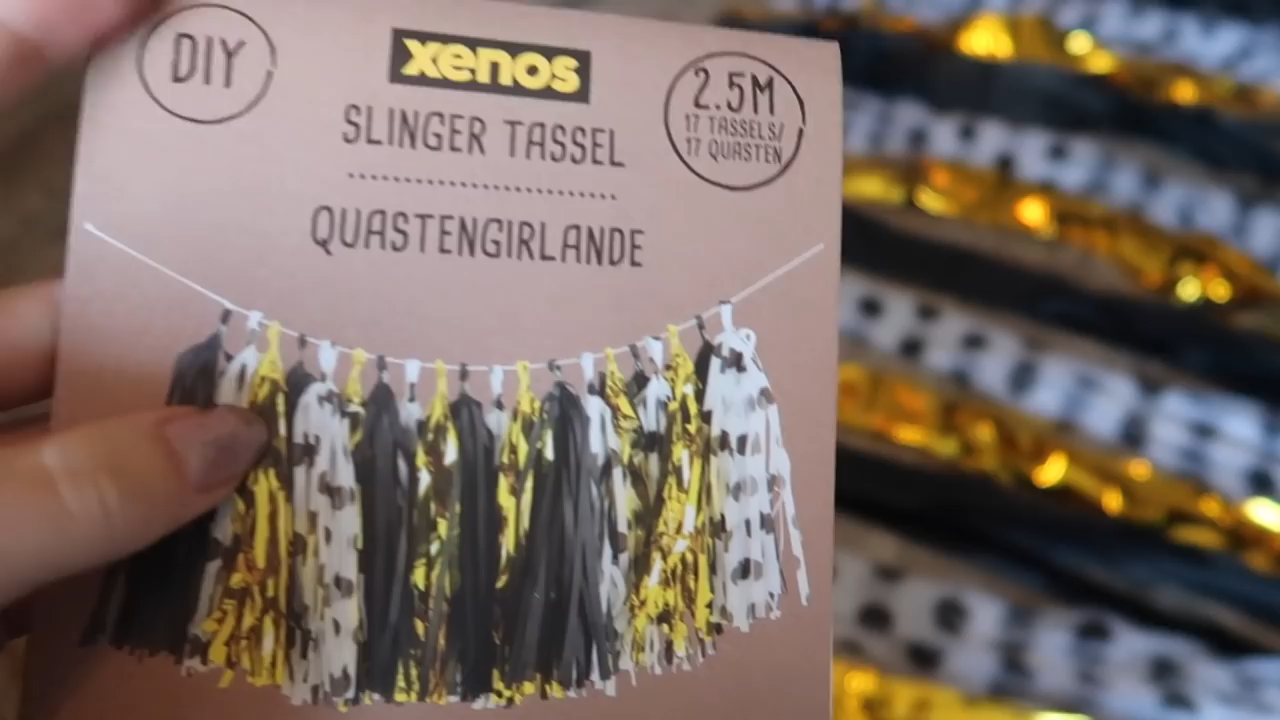 DIY
xenos
SLINGER TASSEL
QUASTENGIRLANDE
2.5M
17 TASSELS/
17 QUASTEN